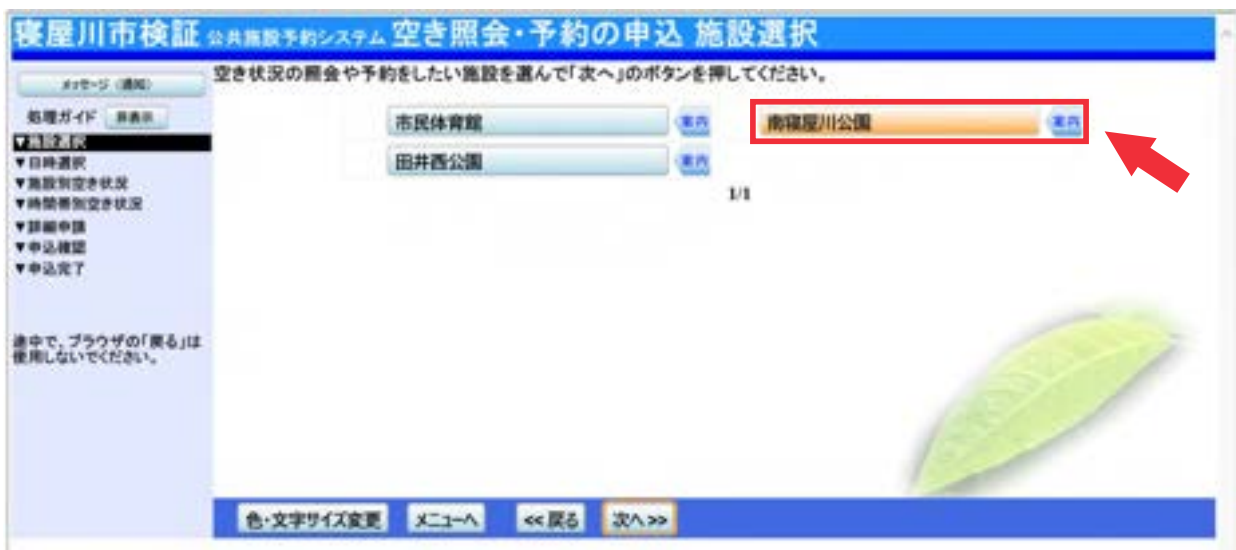 寝屋川市検証 公共施設予約システム 空き照会・予約の申込 施設選択
メッセージ（通知）
空き状況の照会や予約をしたい施設を選んで「次へ」のボタンを押してください。
処理ガイド 非表示
▼施設選択
▼日時選択
▼施設別空き状況
▼時間帯別空き状況
▼詳細申請
▼申込確認
▼申込完了
途中で、ブラウザの「戻る」は
使用しないでください。
市民体育館 案内 南寝屋川公園 案内
田井西公園 案内
1/1
色・文字サイズ変更 メニューへ <<戻る 次へ>>